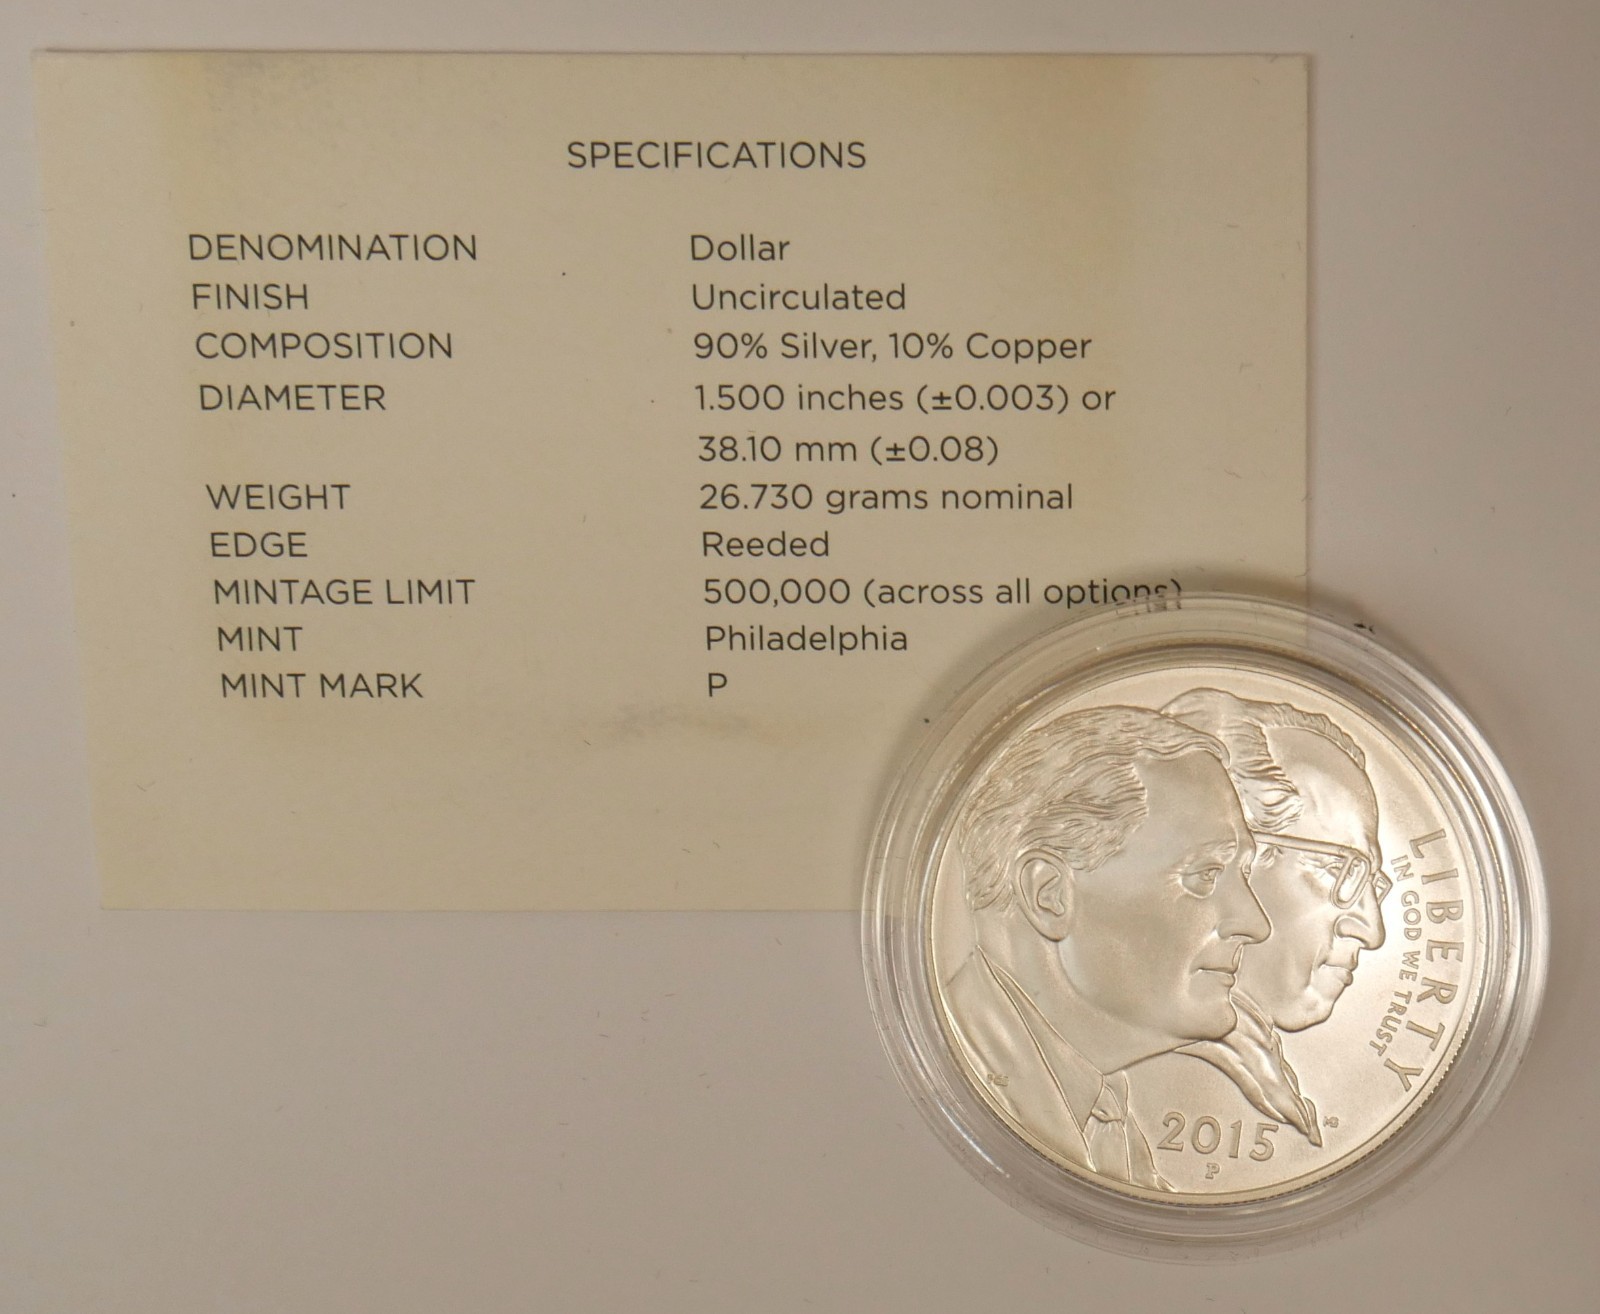 SPECIFICATIONS
DENOMINATION Dollar
FINISH Uncirculated
COMPOSITION 90% Silver, 10% Copper
DIAMETER 1.500 inches (±0.003) or
38.10 mm (±0.08)
WEIGHT 26.730 grams nominal
EDGE Reeded
MINTAGE LIMIT 500,000 (across all options)
MINT Philadelphia
MINT MARK P
LIBERTY
IN GOD WE TRUST
2015
P